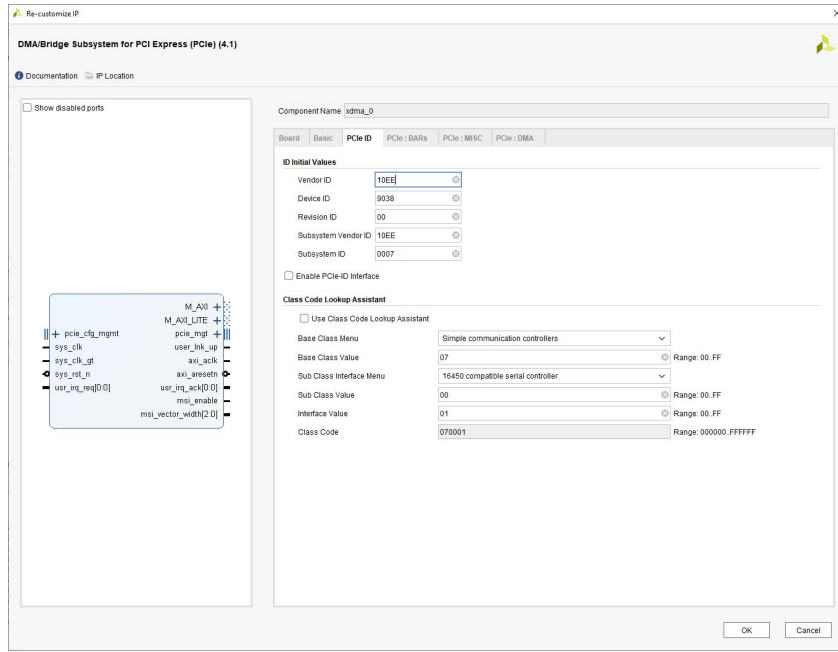 Re-customize IP
DMA/Bridge Subsystem for PCI Express (PCIe) (4.1)
Documentation IP Location
Show disabled ports
M_AXI
M_AXI_LITE
pcie_cfg_mgmt pcie_mgt
sys_clk user_lnk_up
sys_clk_gt axi_aclk
sys_rst_n axi_aresetn
usr_irq_req[0:0] usr_irq_ack[0:0]
msi_enable
msi_vector_width[2:0]
Component Name xdma_0
Board Basic PCIe ID PCIe : BARs PCIe : MISC PCIe : DMA
ID Initial Values
Vendor ID 10EE
Device ID 9038
Revision ID 00
Subsystem Vendor ID 10EE
Subsystem ID 0007
Enable PCIe-ID Interface
Class Code Lookup Assistant
Use Class Code Lookup Assistant
Base Class Menu Simple communication controllers
Base Class Value 07 Range: 00..FF
Sub Class Interface Menu 16450 compatible serial controller
Sub Class Value 00 Range: 00..FF
Interface Value 01 Range: 00..FF
Class Code 070001 Range: 000000..FFFFFF
OK Cancel